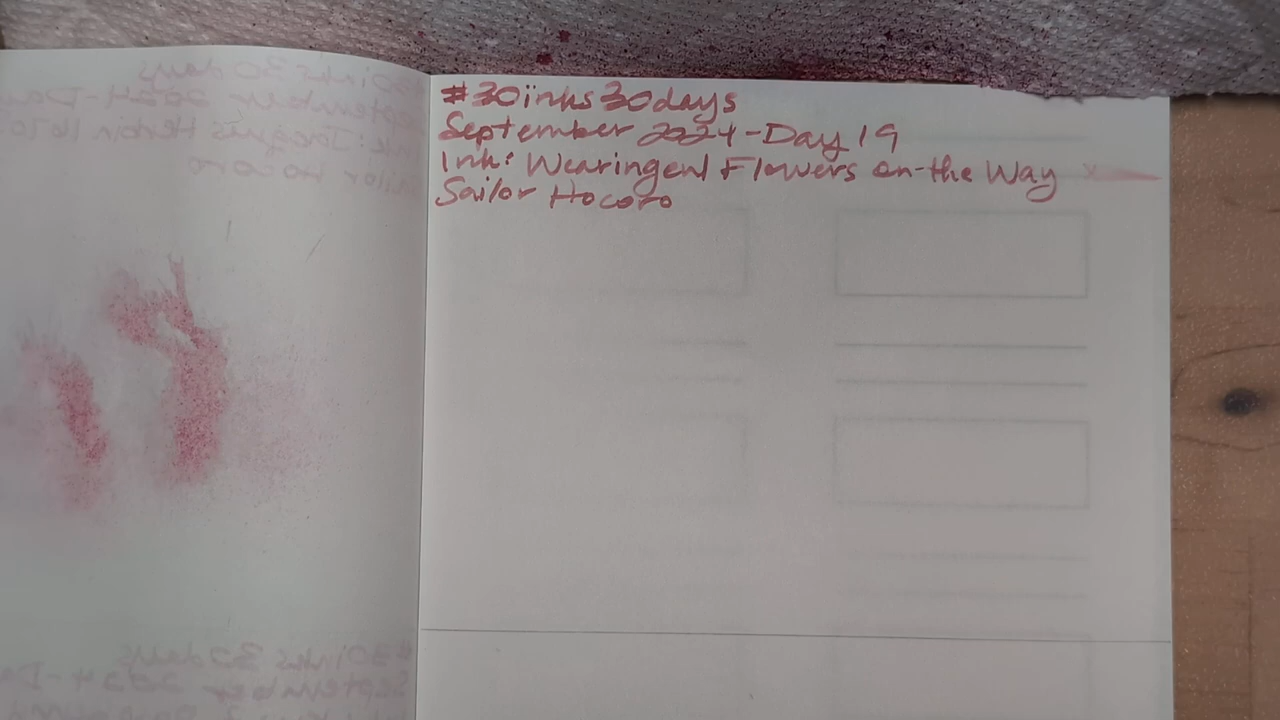 #30inks30days
September 2024-Day 19
Ink: Wearingeul Flowers on the Way
Sailor Hocoro